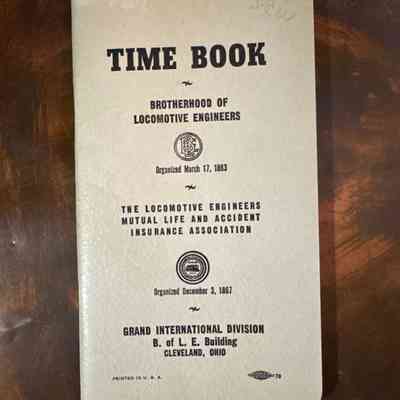 TIME BOOK
BROTHERHOOD OF
LOCOMOTIVE ENGINEERS
Organized March 17, 1863
THE LOCOMOTIVE ENGINEERS
MUTUAL LIFE AND ACCIDENT
INSURANCE ASSOCIATION
Organized December 3, 1867
GRAND INTERNATIONAL DIVISION
B. of L. E. Building
CLEVELAND, OHIO
PRINTED IN U. S. A.